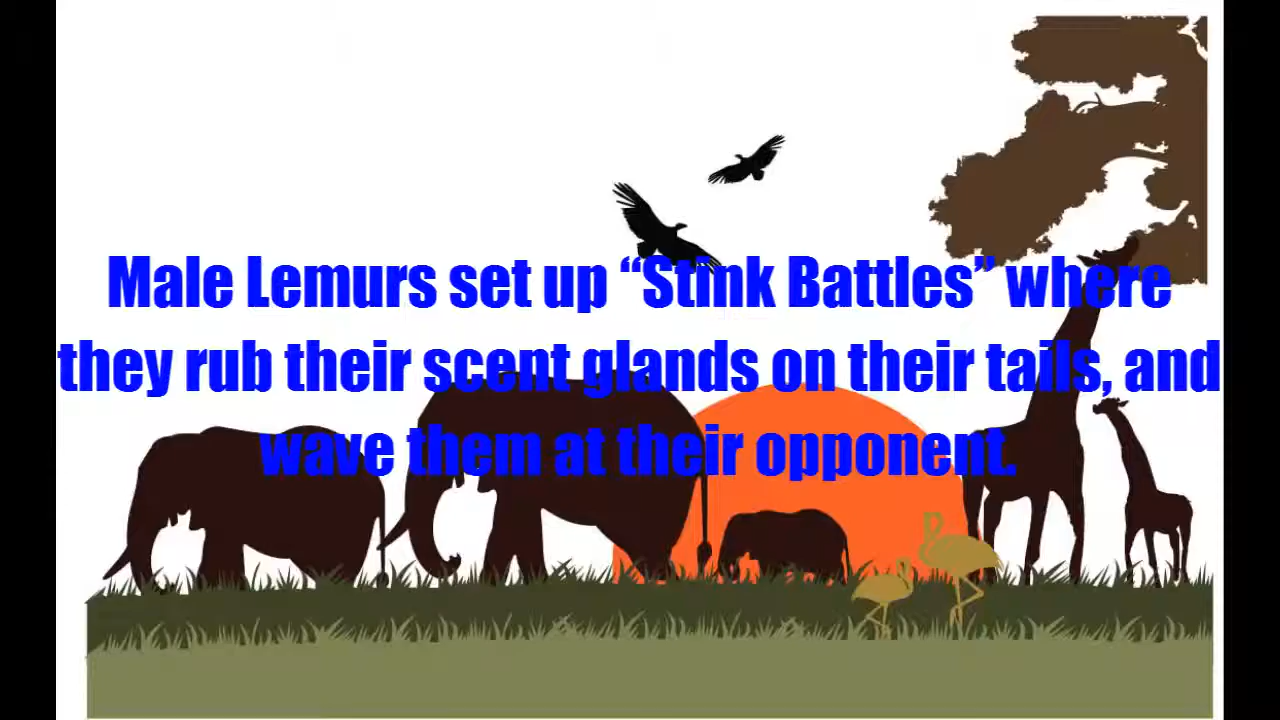 Male Lemurs set up “Stink Battles” where
they rub their scent glands on their tails, and
wave them at their opponent.